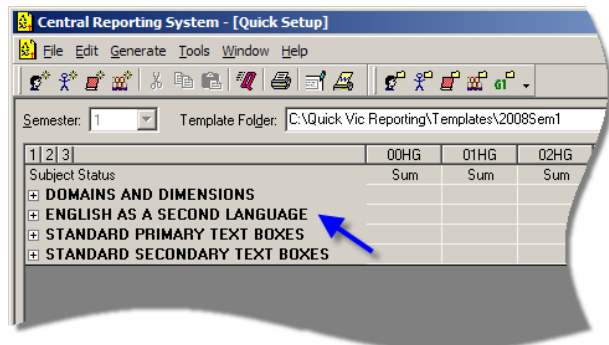 Central Reporting System - [Quick Setup]
File Edit Generate Tools Window Help
Semester: 1 Template Folder: C:\Quick Vic Reporting\Templates\2008Sem1
1 2 3 00HG 01HG 02HG
Subject Status Sum Sum Sum
DOMAINS AND DIMENSIONS
ENGLISH AS A SECOND LANGUAGE
STANDARD PRIMARY TEXT BOXES
STANDARD SECONDARY TEXT BOXES